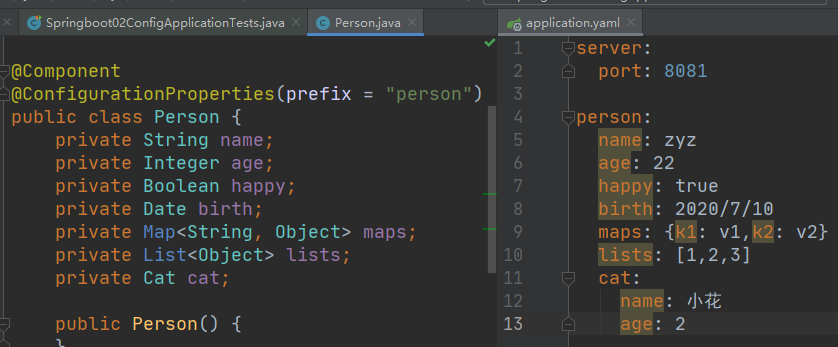 Springboot02ConfigApplicationTests.java
Person.java
@Component
@ConfigurationProperties(prefix = "person")
public class Person {
private String name;
private Integer age;
private Boolean happy;
private Date birth;
private Map<String, Object> maps;
private List<Object> lists;
private Cat cat;
public Person() {
application.yaml
1 server:
2 port: 8081
3
4 person:
5 name: zyz
6 age: 22
7 happy: true
8 birth: 2020/7/10
9 maps: {k1: v1,k2: v2}
10 lists: [1,2,3]
11 cat:
12 name: 小花
13 age: 2